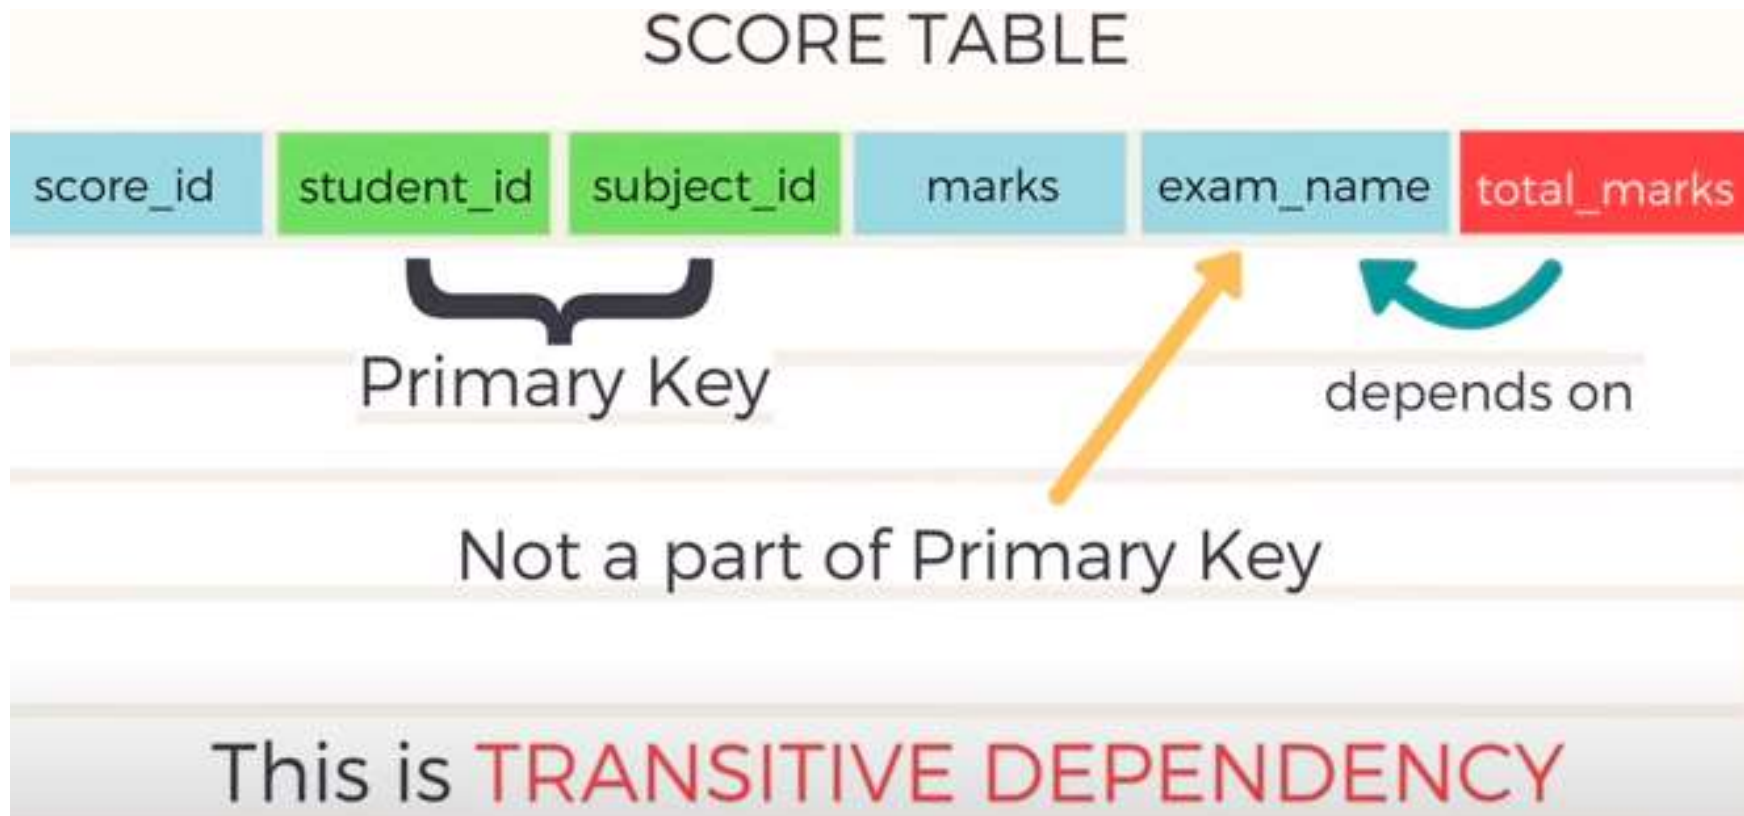 SCORE TABLE
score_id student_id subject_id marks exam_name total_marks
Primary Key
depends on
Not a part of Primary Key
This is TRANSITIVE DEPENDENCY